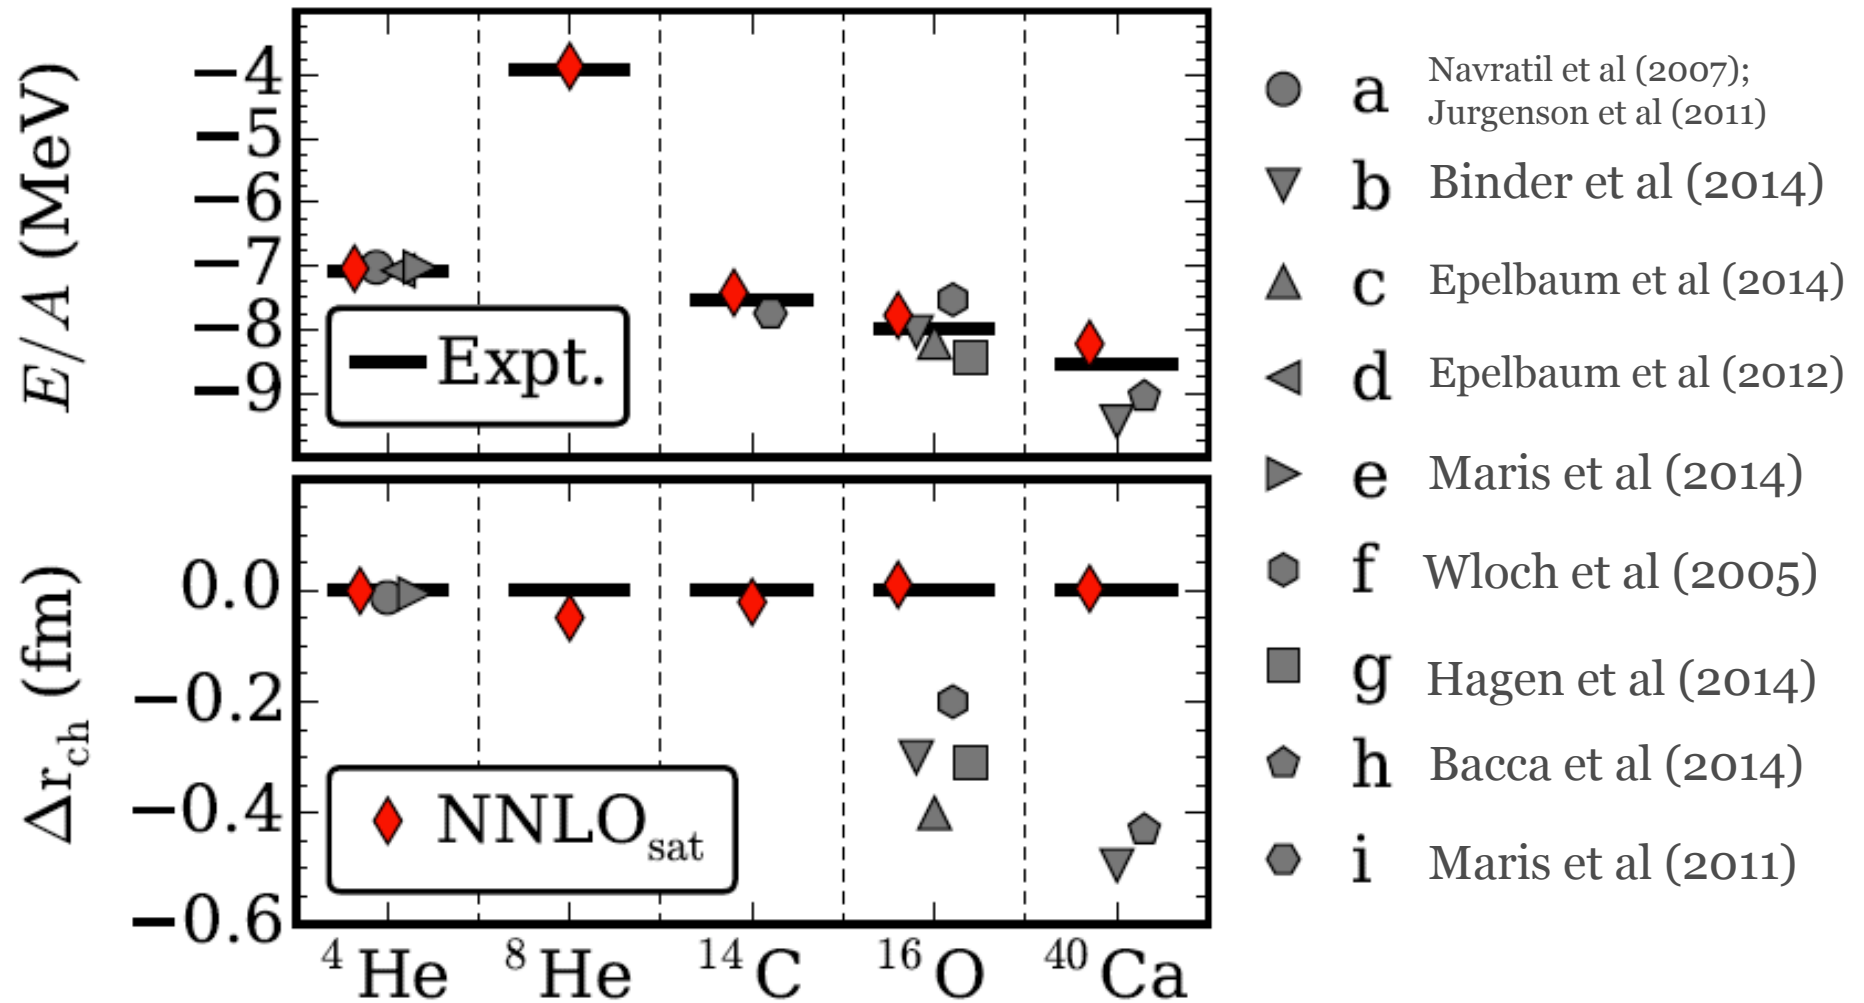 E/A (MeV)
−4
−5
−6
−7
−8
−9
Expt.
Δr_ch (fm)
0.0
−0.2
−0.4
−0.6
NNLO_sat
⁴He ⁸He ¹⁴C ¹⁶O ⁴⁰Ca
a Navratil et al (2007);
Jurgenson et al (2011)
b Binder et al (2014)
c Epelbaum et al (2014)
d Epelbaum et al (2012)
e Maris et al (2014)
f Wloch et al (2005)
g Hagen et al (2014)
h Bacca et al (2014)
i Maris et al (2011)